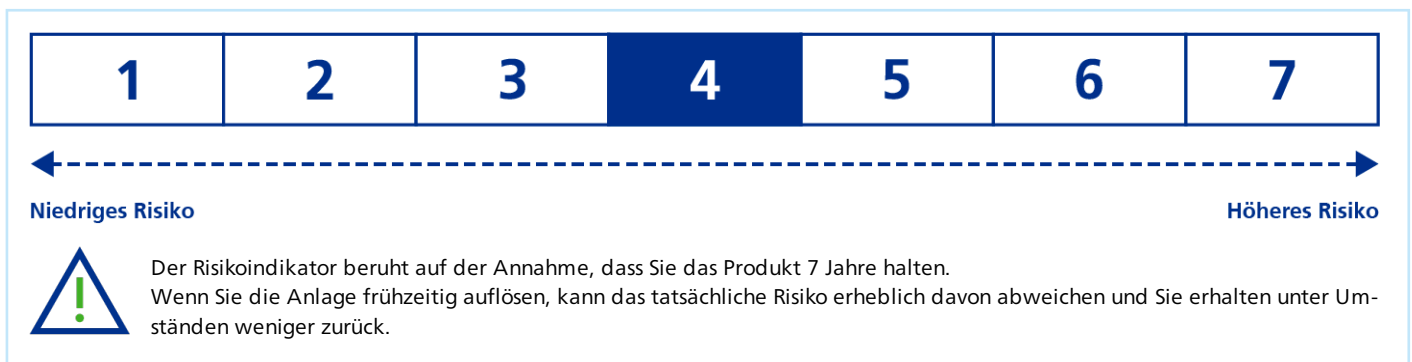 1 2 3 4 5 6 7
Niedriges Risiko Höheres Risiko
Der Risikoindikator beruht auf der Annahme, dass Sie das Produkt 7 Jahre halten.
Wenn Sie die Anlage frühzeitig auflösen, kann das tatsächliche Risiko erheblich davon abweichen und Sie erhalten unter Um-
ständen weniger zurück.